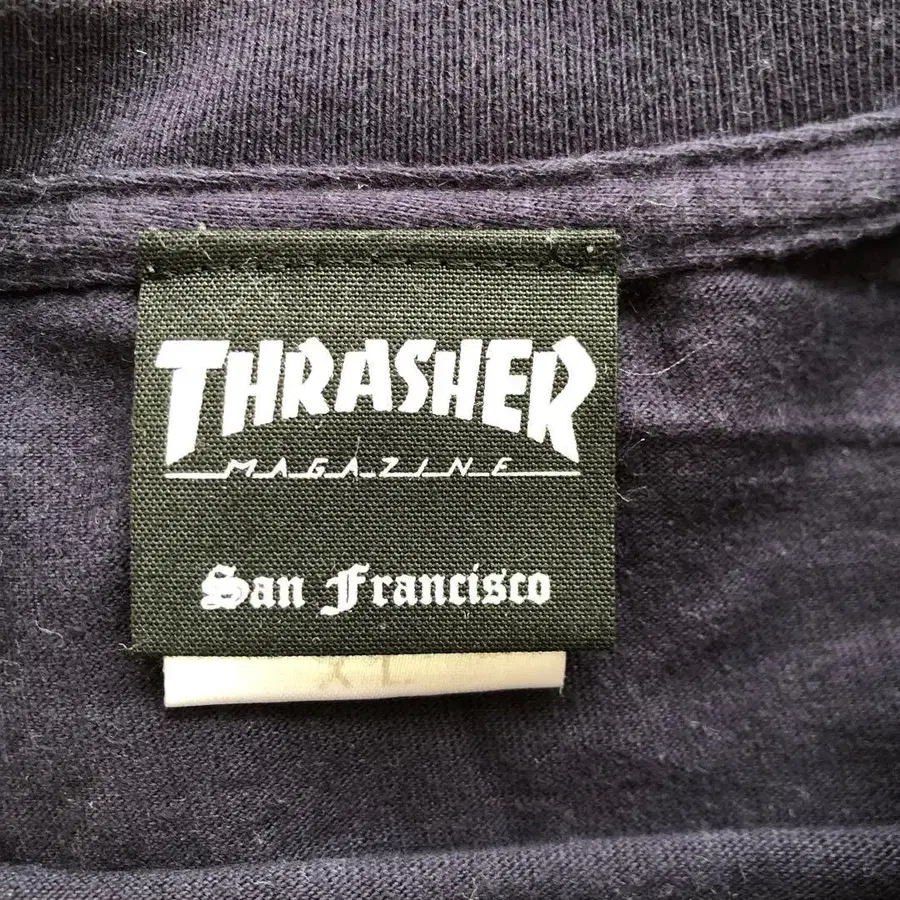 THRASHER
MAGAZINE
San Francisco
XL